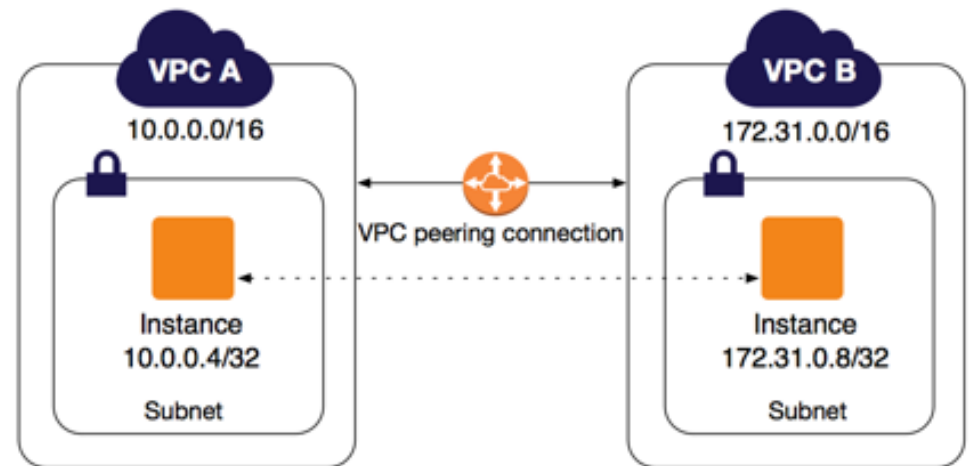 VPC A
10.0.0.0/16
Instance
10.0.0.4/32
Subnet
VPC peering connection
VPC B
172.31.0.0/16
Instance
172.31.0.8/32
Subnet